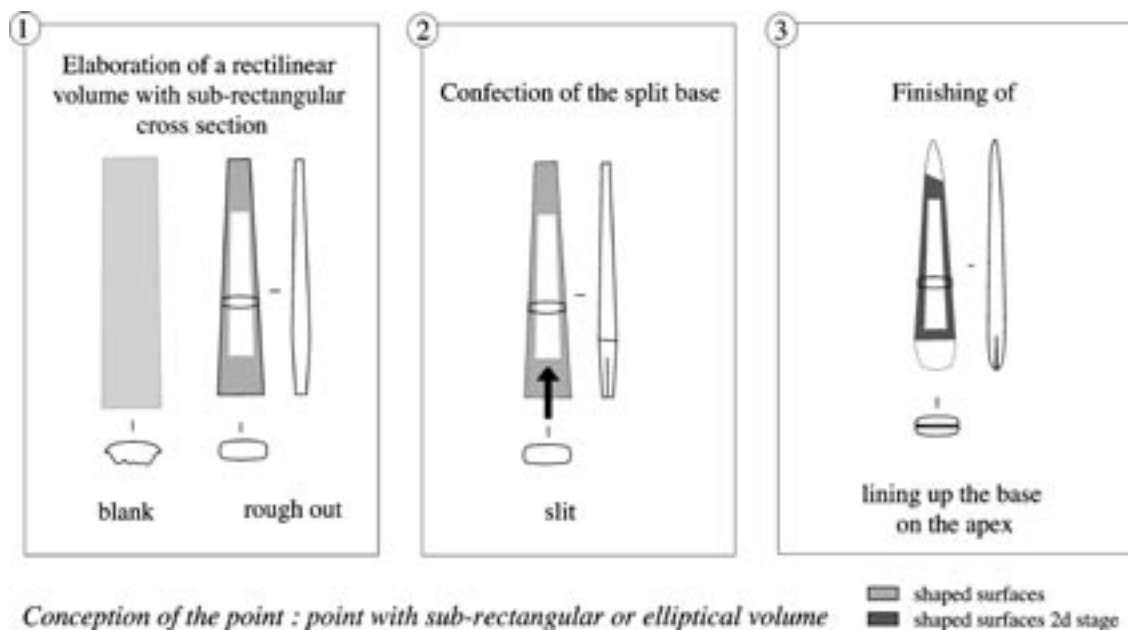 1
Elaboration of a rectilinear
volume with sub-rectangular
cross section
blank
rough out
2
Confection of the split base
slit
3
Finishing of
lining up the base
on the apex
Conception of the point : point with sub-rectangular or elliptical volume
shaped surfaces
shaped surfaces 2d stage